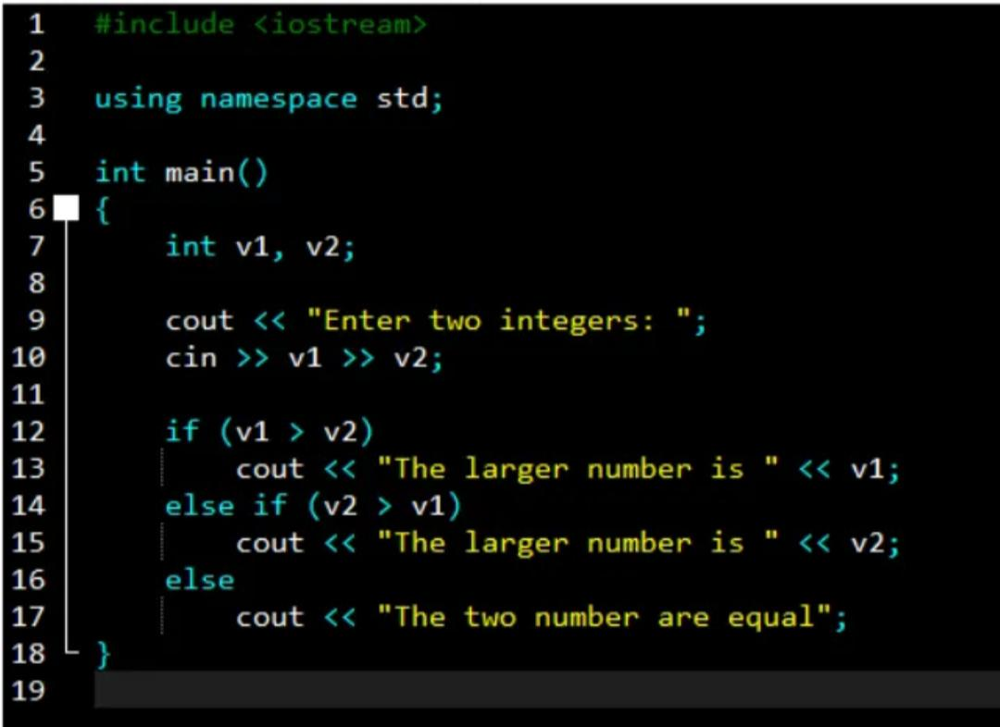 1 #include <iostream>
2
3 using namespace std;
4
5 int main()
6 {
7 int v1, v2;
8
9 cout << "Enter two integers: ";
10 cin >> v1 >> v2;
11
12 if (v1 > v2)
13 cout << "The larger number is " << v1;
14 else if (v2 > v1)
15 cout << "The larger number is " << v2;
16 else
17 cout << "The two number are equal";
18 }
19